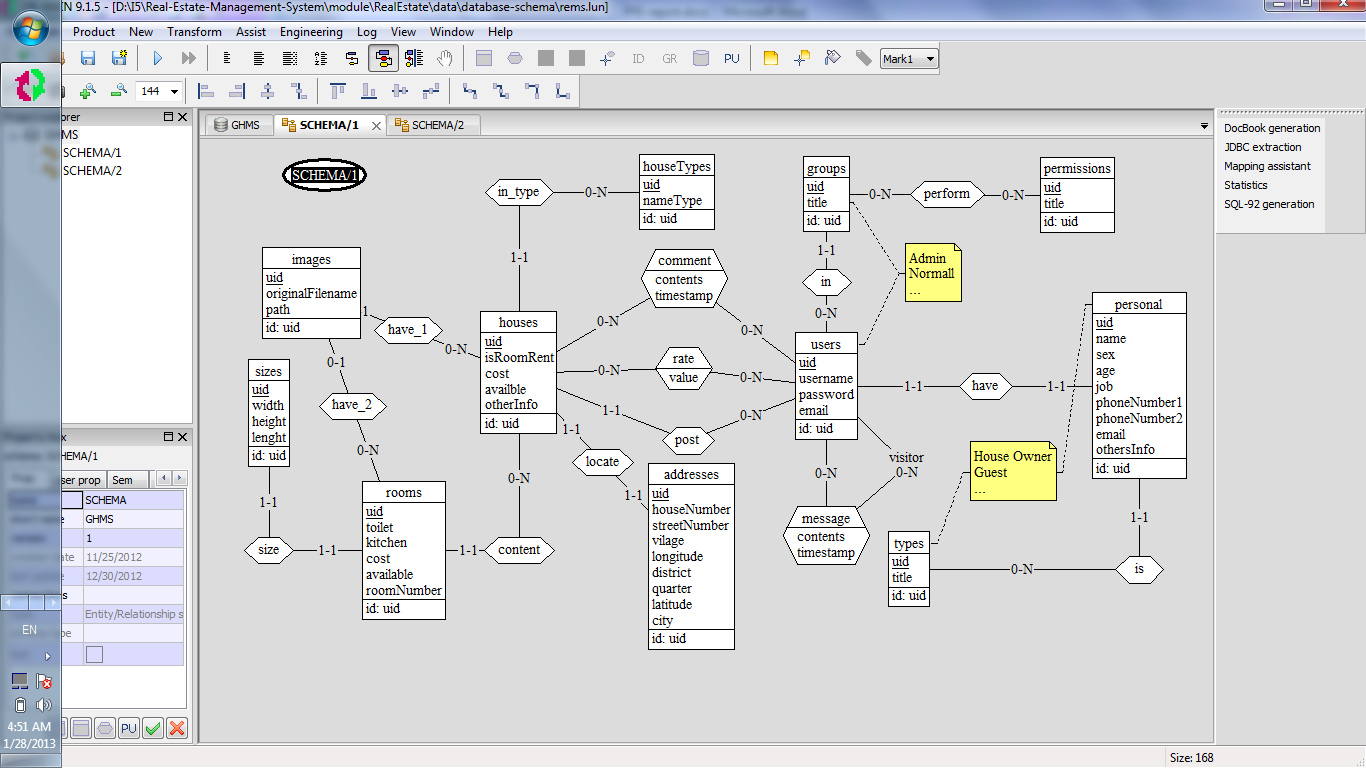 IN 9.1.5 - [D:\I5\Real-Estate-Management-System\module\RealEstate\data\database-schema\rems.lun]
Product New Transform Assist Engineering Log View Window Help
ID GR PU Mark1
144
GHMS SCHEMA/1 SCHEMA/2
SCHEMA/1
SCHEMA/2
DocBook generation
JDBC extraction
Mapping assistant
Statistics
SQL-92 generation
SCHEMA/1
in_type
0-N
1-1
houseTypes
uid
nameType
id: uid
groups
uid
title
id: uid
0-N
perform
0-N
permissions
uid
title
id: uid
1-1
in
0-N
Admin
Normall
...
images
uid
originalFilename
path
id: uid
1
have_1
0-N
0-1
have_2
0-N
sizes
uid
width
height
lenght
id: uid
1-1
size
1-1
rooms
uid
toilet
kitchen
cost
available
roomNumber
id: uid
1-1
content
0-N
houses
uid
isRoomRent
cost
availble
otherInfo
id: uid
comment
contents
timestamp
0-N
0-N
rate
value
0-N
0-N
post
1-1
0-N
locate
1-1
1-1
addresses
uid
houseNumber
streetNumber
vilage
longitude
district
quarter
latitude
city
id: uid
users
uid
username
password
email
id: uid
1-1
have
1-1
personal
uid
name
sex
age
job
phoneNumber1
phoneNumber2
email
othersInfo
id: uid
0-N
visitor
0-N
message
contents
timestamp
House Owner
Guest
...
types
uid
title
id: uid
0-N
is
1-1
SCHEMA/1
ser prop Sem
SCHEMA
GHMS
1
11/25/2012
12/30/2012
Entity/Relationship s
PU
EN
4:51 AM
1/28/2013
Size: 168